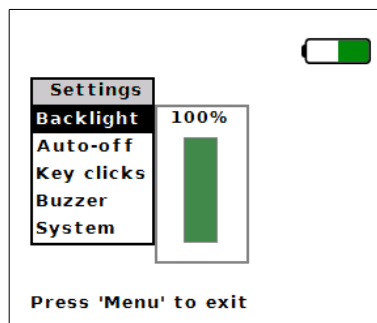 Settings
Backlight 100%
Auto-off
Key clicks
Buzzer
System
Press 'Menu' to exit